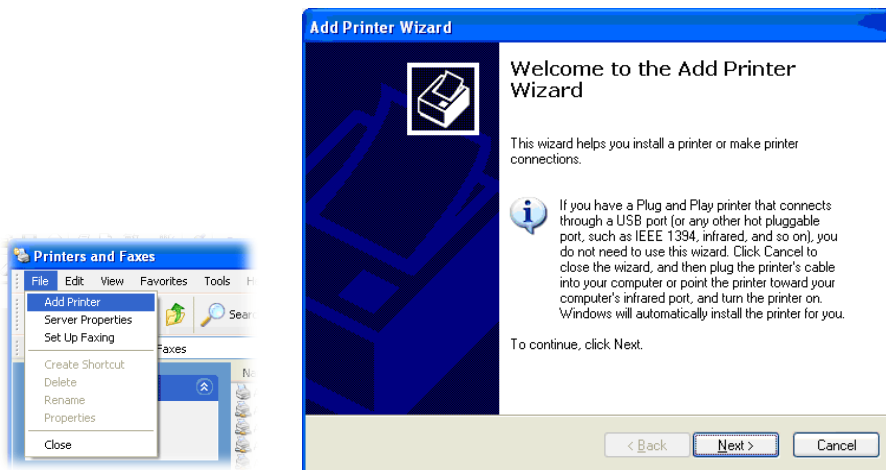 Add Printer Wizard
Welcome to the Add Printer
Wizard
This wizard helps you install a printer or make printer
connections.
If you have a Plug and Play printer that connects
through a USB port (or any other hot pluggable
port, such as IEEE 1394, infrared, and so on), you
do not need to use this wizard. Click Cancel to
close the wizard, and then plug the printer's cable
into your computer or point the printer toward your
computer's infrared port, and turn the printer on.
Windows will automatically install the printer for you.
To continue, click Next.
< Back Next > Cancel
Printers and Faxes
File Edit View Favorites Tools H
Add Printer
Server Properties
Sear
Set Up Faxing
Faxes
Create Shortcut
Na
Delete
Rename
Properties
Close